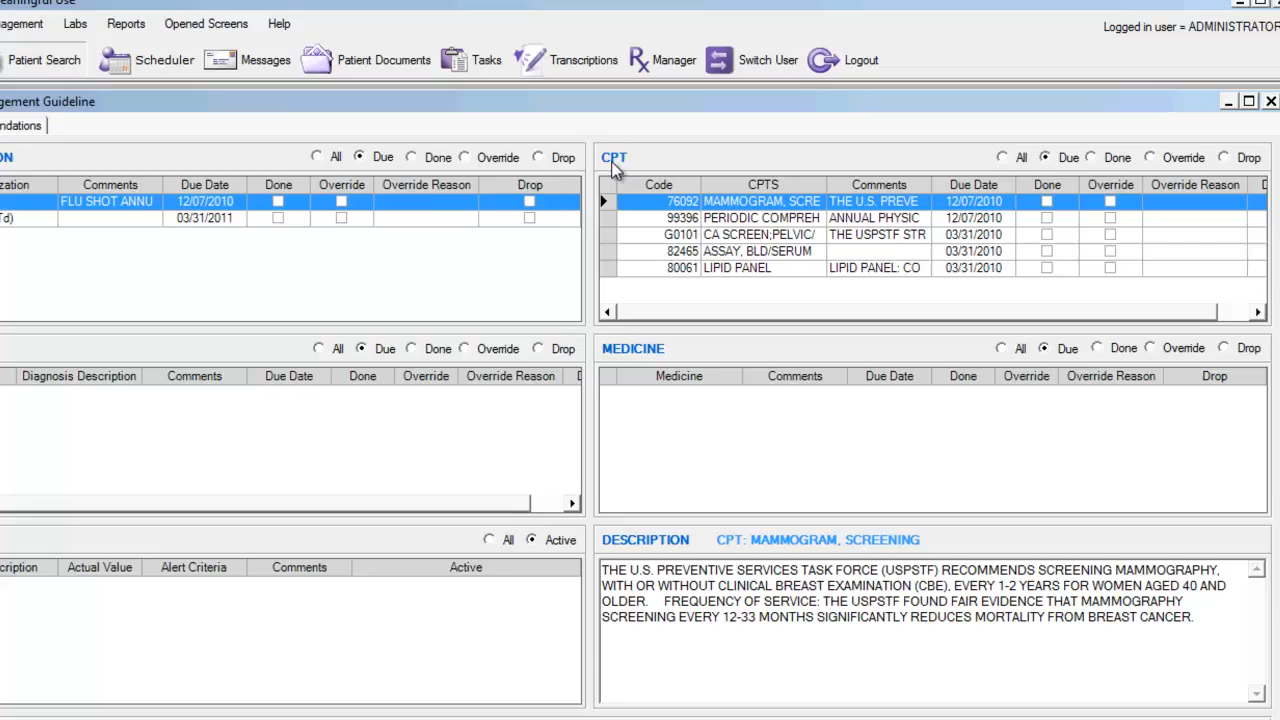 Meaningful Use
agement Labs Reports Opened Screens Help
Logged in user = ADMINISTRATOR
Patient Search Scheduler Messages Patient Documents Tasks Transcriptions Manager Switch User Logout
gement Guideline
ndations
ON All Due Done Override Drop
zation Comments Due Date Done Override Override Reason Drop
FLU SHOT ANNU 12/07/2010
Td) 03/31/2011
CPT All Due Done Override Drop
Code CPTS Comments Due Date Done Override Override Reason D
76092 MAMMOGRAM, SCRE THE U.S. PREVE 12/07/2010
99396 PERIODIC COMPREH ANNUAL PHYSIC 12/07/2010
G0101 CA SCREEN;PELVIC/ THE USPSTF STR 03/31/2010
82465 ASSAY, BLD/SERUM 03/31/2010
80061 LIPID PANEL LIPID PANEL: CO 03/31/2010
All Due Done Override Drop
Diagnosis Description Comments Due Date Done Override Override Reason D
MEDICINE All Due Done Override Drop
Medicine Comments Due Date Done Override Override Reason Drop
All Active
cription Actual Value Alert Criteria Comments Active
DESCRIPTION CPT: MAMMOGRAM, SCREENING
THE U.S. PREVENTIVE SERVICES TASK FORCE (USPSTF) RECOMMENDS SCREENING MAMMOGRAPHY,
WITH OR WITHOUT CLINICAL BREAST EXAMINATION (CBE), EVERY 1-2 YEARS FOR WOMEN AGED 40 AND
OLDER. FREQUENCY OF SERVICE: THE USPSTF FOUND FAIR EVIDENCE THAT MAMMOGRAPHY
SCREENING EVERY 12-33 MONTHS SIGNIFICANTLY REDUCES MORTALITY FROM BREAST CANCER.